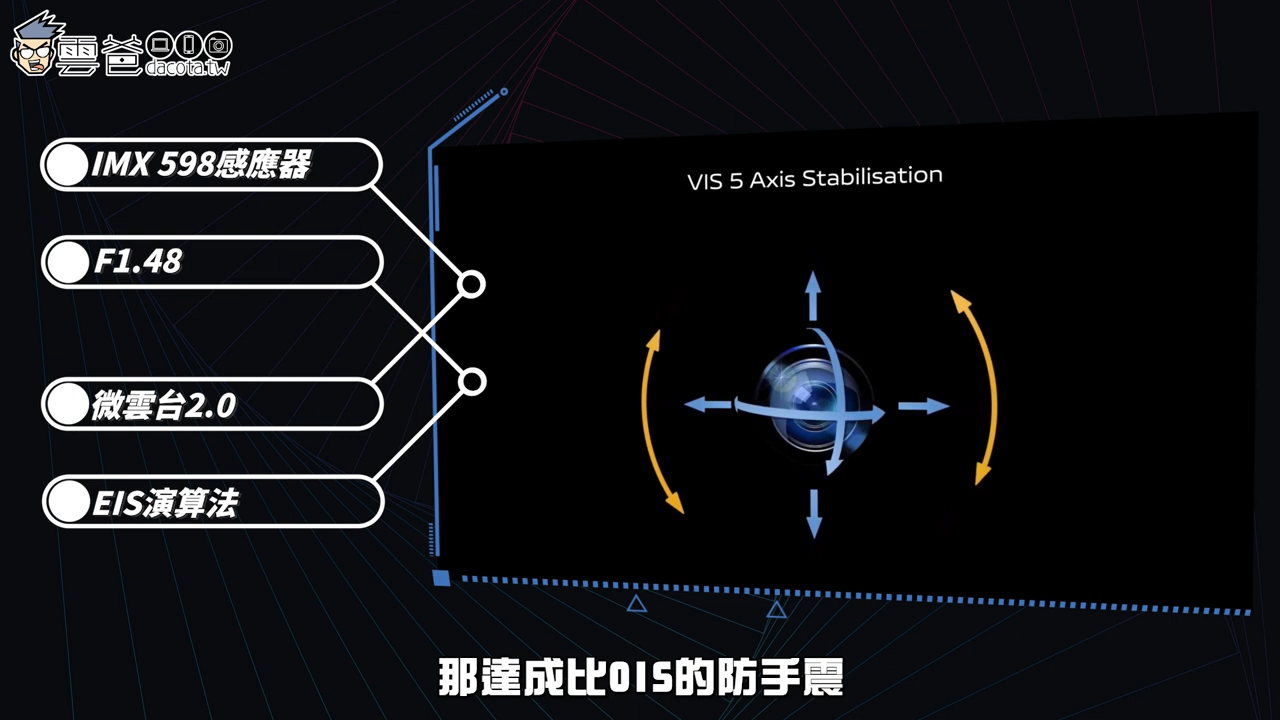 雲爸
dacota.tw
IMX 598感應器
F1.48
微雲台2.0
EIS演算法
VIS 5 Axis Stabilisation
那達成比OIS的防手震